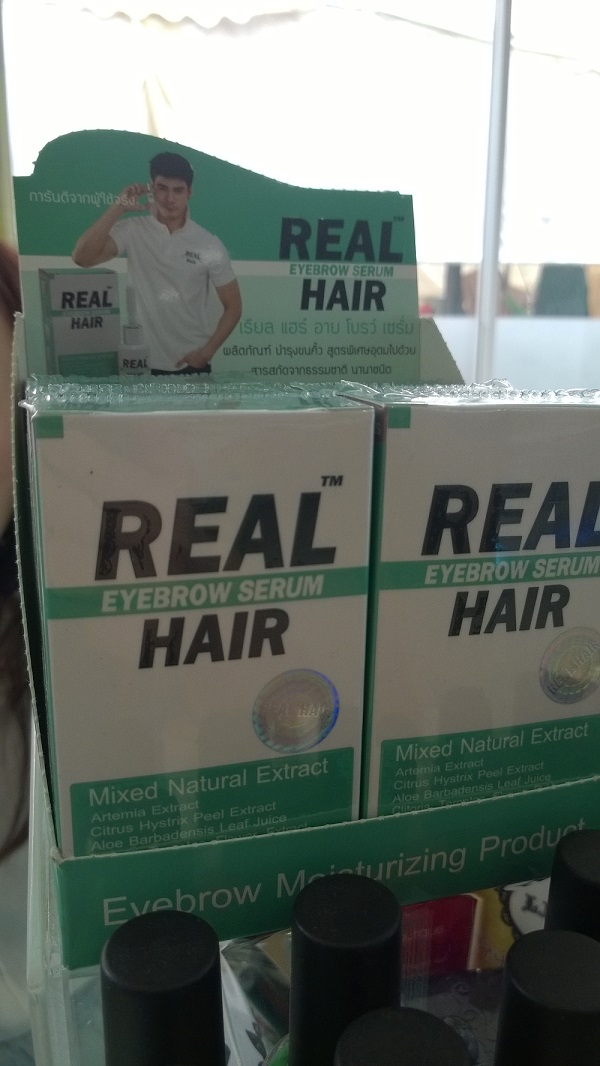 การันตีจากผู้ใช้จริง
REAL™
EYEBROW SERUM
HAIR
เรียล แฮร์ อาย โบรว์ เซรั่ม
ผลิตภัณฑ์ บำรุงขนคิ้ว สูตรพิเศษอุดมไปด้วย
สารสกัดจากธรรมชาติ นานาชนิด
REAL
HAIR
REAL
HAIR
REAL
REAL™
EYEBROW SERUM
HAIR
Mixed Natural Extract
Artemia Extract
Citrus Hystrix Peel Extract
Aloe Barbadensis Leaf Juice
REAL
EYEBROW SERUM
HAIR
Mixed Natural Extract
Artemia Extract
Citrus Hystrix Peel Extract
Aloe Barbadensis Leaf Juice
Eyebrow Moisturizing Product